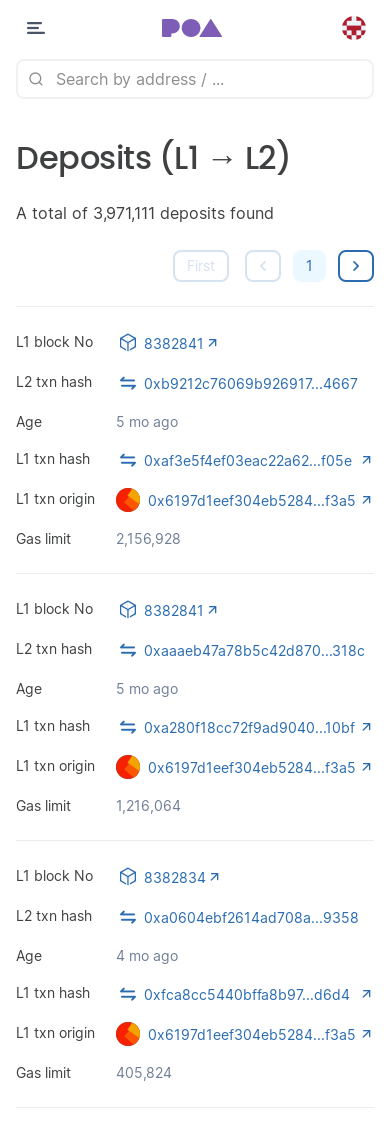 POA
Search by address / ...
Deposits (L1 → L2)
A total of 3,971,111 deposits found
First
1
L1 block No 8382841
L2 txn hash 0xb9212c76069b926917...4667
Age 5 mo ago
L1 txn hash 0xaf3e5f4ef03eac22a62...f05e
L1 txn origin 0x6197d1eef304eb5284...f3a5
Gas limit 2,156,928
L1 block No 8382841
L2 txn hash 0xaaaeb47a78b5c42d870...318c
Age 5 mo ago
L1 txn hash 0xa280f18cc72f9ad9040...10bf
L1 txn origin 0x6197d1eef304eb5284...f3a5
Gas limit 1,216,064
L1 block No 8382834
L2 txn hash 0xa0604ebf2614ad708a...9358
Age 4 mo ago
L1 txn hash 0xfca8cc5440bffa8b97...d6d4
L1 txn origin 0x6197d1eef304eb5284...f3a5
Gas limit 405,824